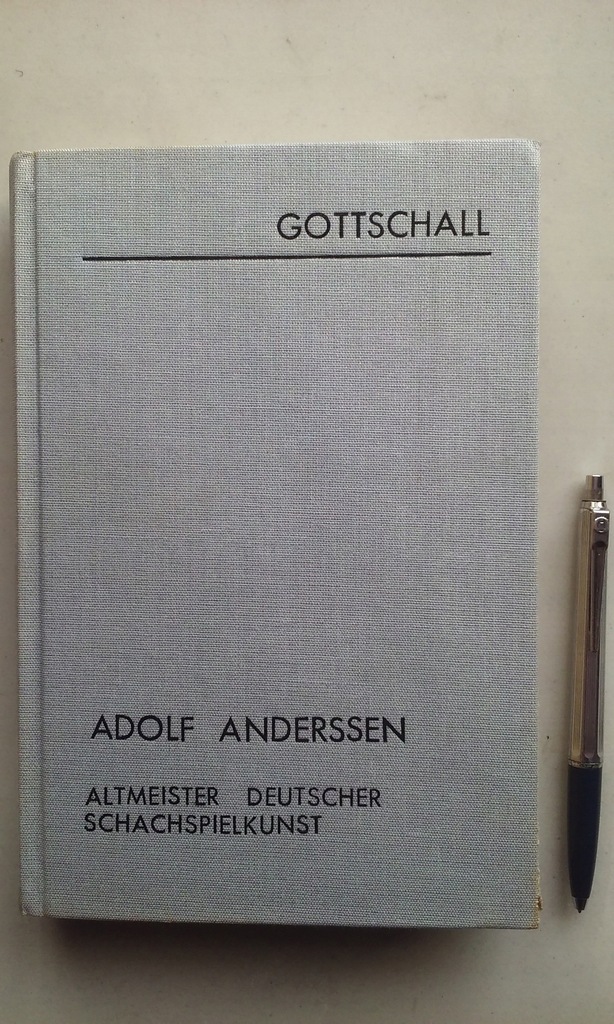 GOTTSCHALL
ADOLF ANDERSSEN
ALTMEISTER DEUTSCHER
SCHACHSPIELKUNST